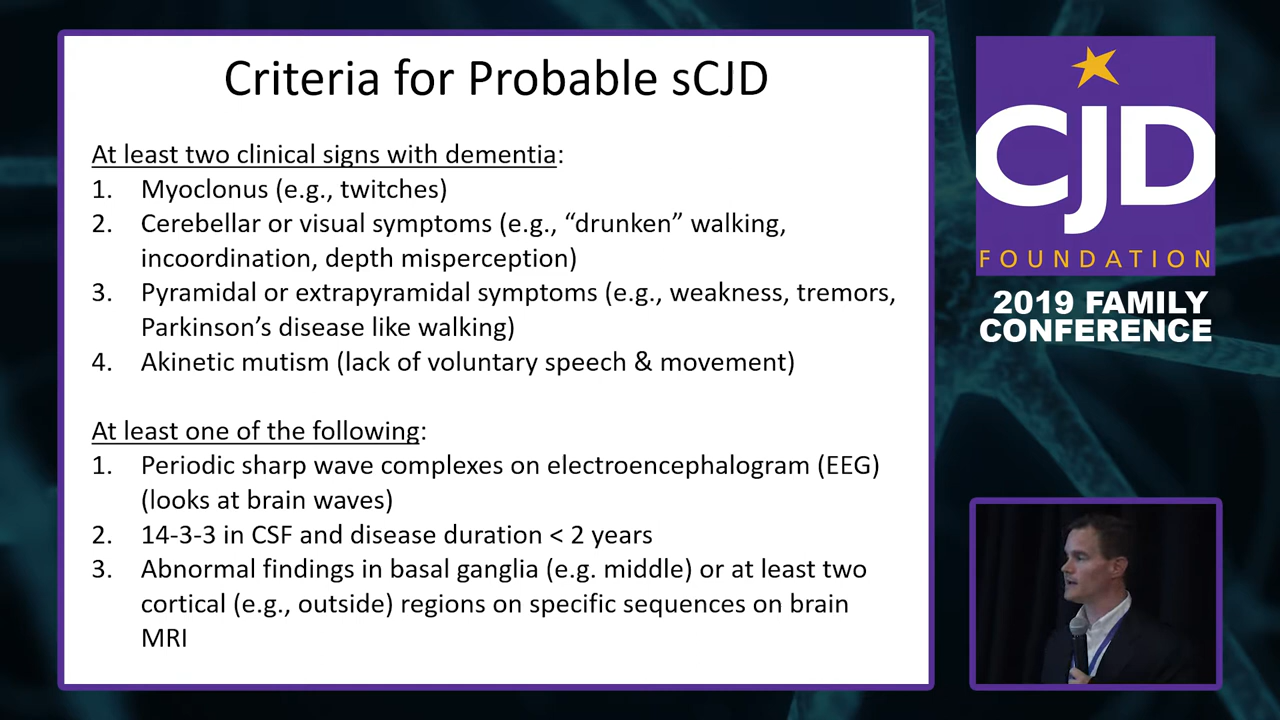 Criteria for Probable sCJD
At least two clinical signs with dementia:
1. Myoclonus (e.g., twitches)
2. Cerebellar or visual symptoms (e.g., “drunken” walking,
incoordination, depth misperception)
3. Pyramidal or extrapyramidal symptoms (e.g., weakness, tremors,
Parkinson’s disease like walking)
4. Akinetic mutism (lack of voluntary speech & movement)
At least one of the following:
1. Periodic sharp wave complexes on electroencephalogram (EEG)
(looks at brain waves)
2. 14-3-3 in CSF and disease duration < 2 years
3. Abnormal findings in basal ganglia (e.g. middle) or at least two
cortical (e.g., outside) regions on specific sequences on brain
MRI
CJD
FOUNDATION
2019 FAMILY
CONFERENCE